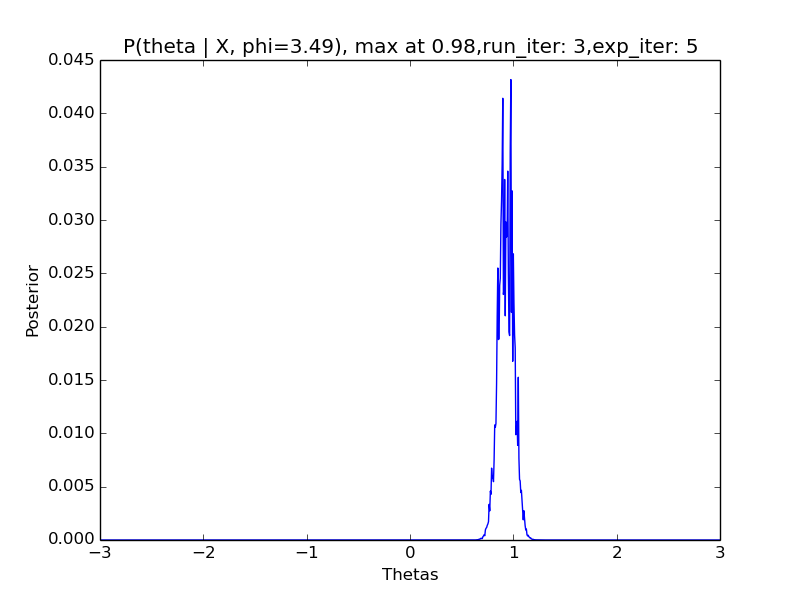 P(theta | X, phi=3.49), max at 0.98,run_iter: 3,exp_iter: 5
0.045
0.040
0.035
0.030
0.025
0.020
0.015
0.010
0.005
0.000
Posterior
−3 −2 −1 0 1 2 3
Thetas